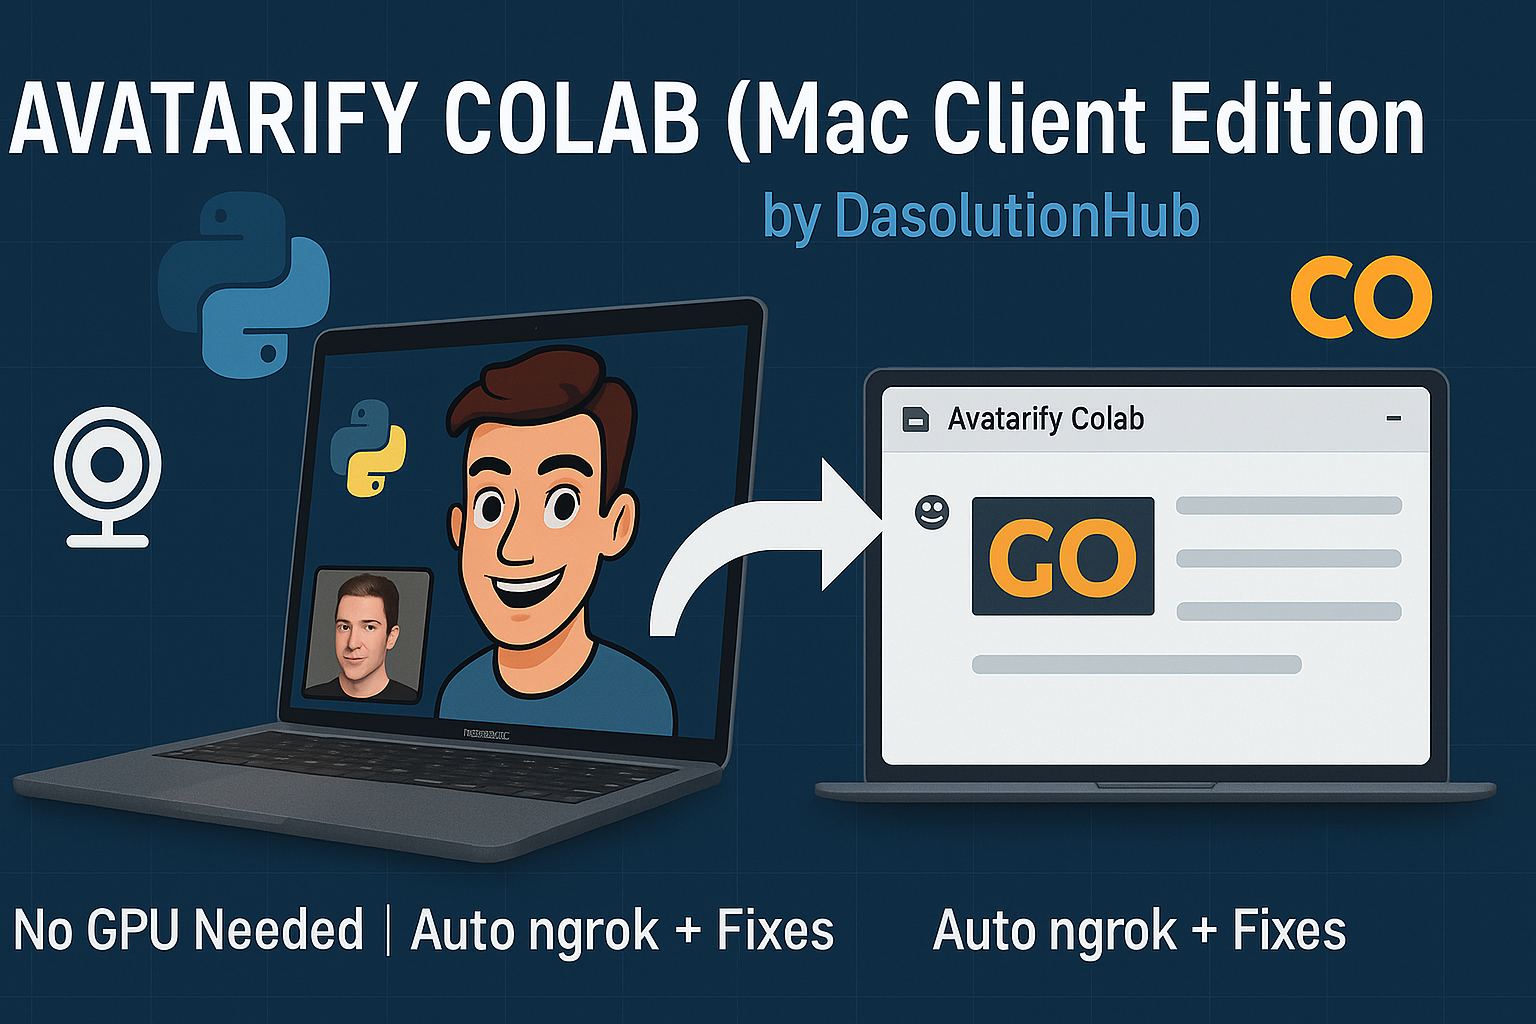 AVATARIFY COLAB (Mac Client Edition
by DasolutionHub
CO
Avatarify Colab
GO
No GPU Needed | Auto ngrok + Fixes
Auto ngrok + Fixes